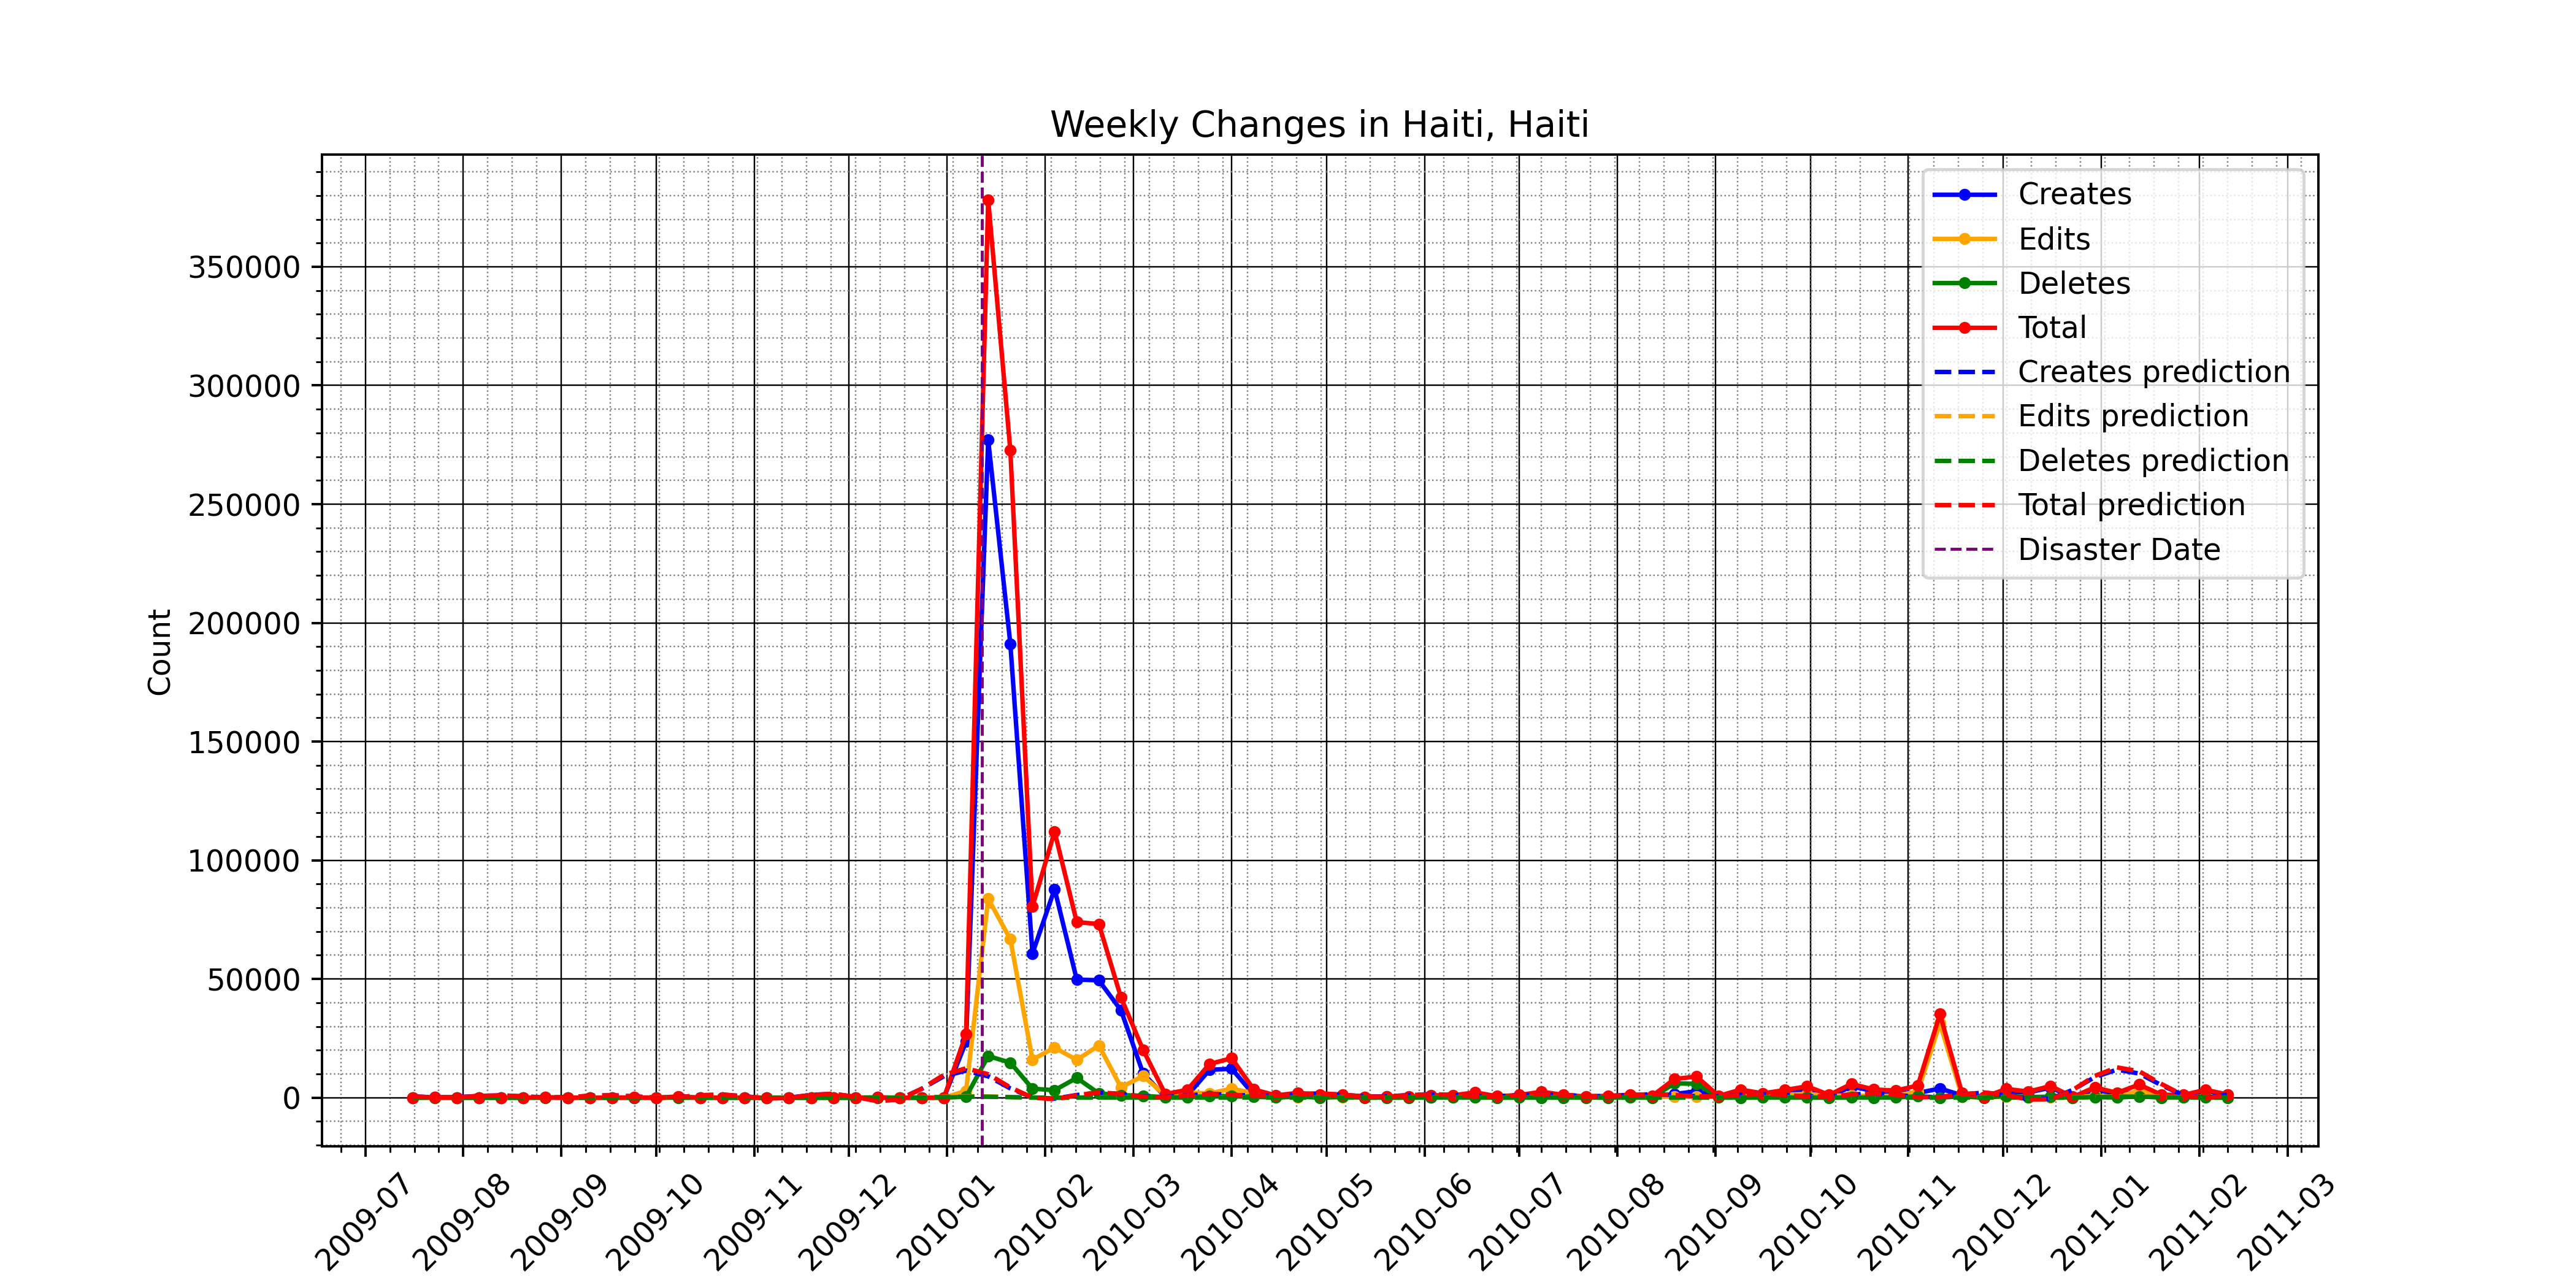 Weekly Changes in Haiti, Haiti
Count
350000
300000
250000
200000
150000
100000
50000
0
Creates
Edits
Deletes
Total
Creates prediction
Edits prediction
Deletes prediction
Total prediction
Disaster Date
2009-07
2009-08
2009-09
2009-10
2009-11
2009-12
2010-01
2010-02
2010-03
2010-04
2010-05
2010-06
2010-07
2010-08
2010-09
2010-10
2010-11
2010-12
2011-01
2011-02
2011-03